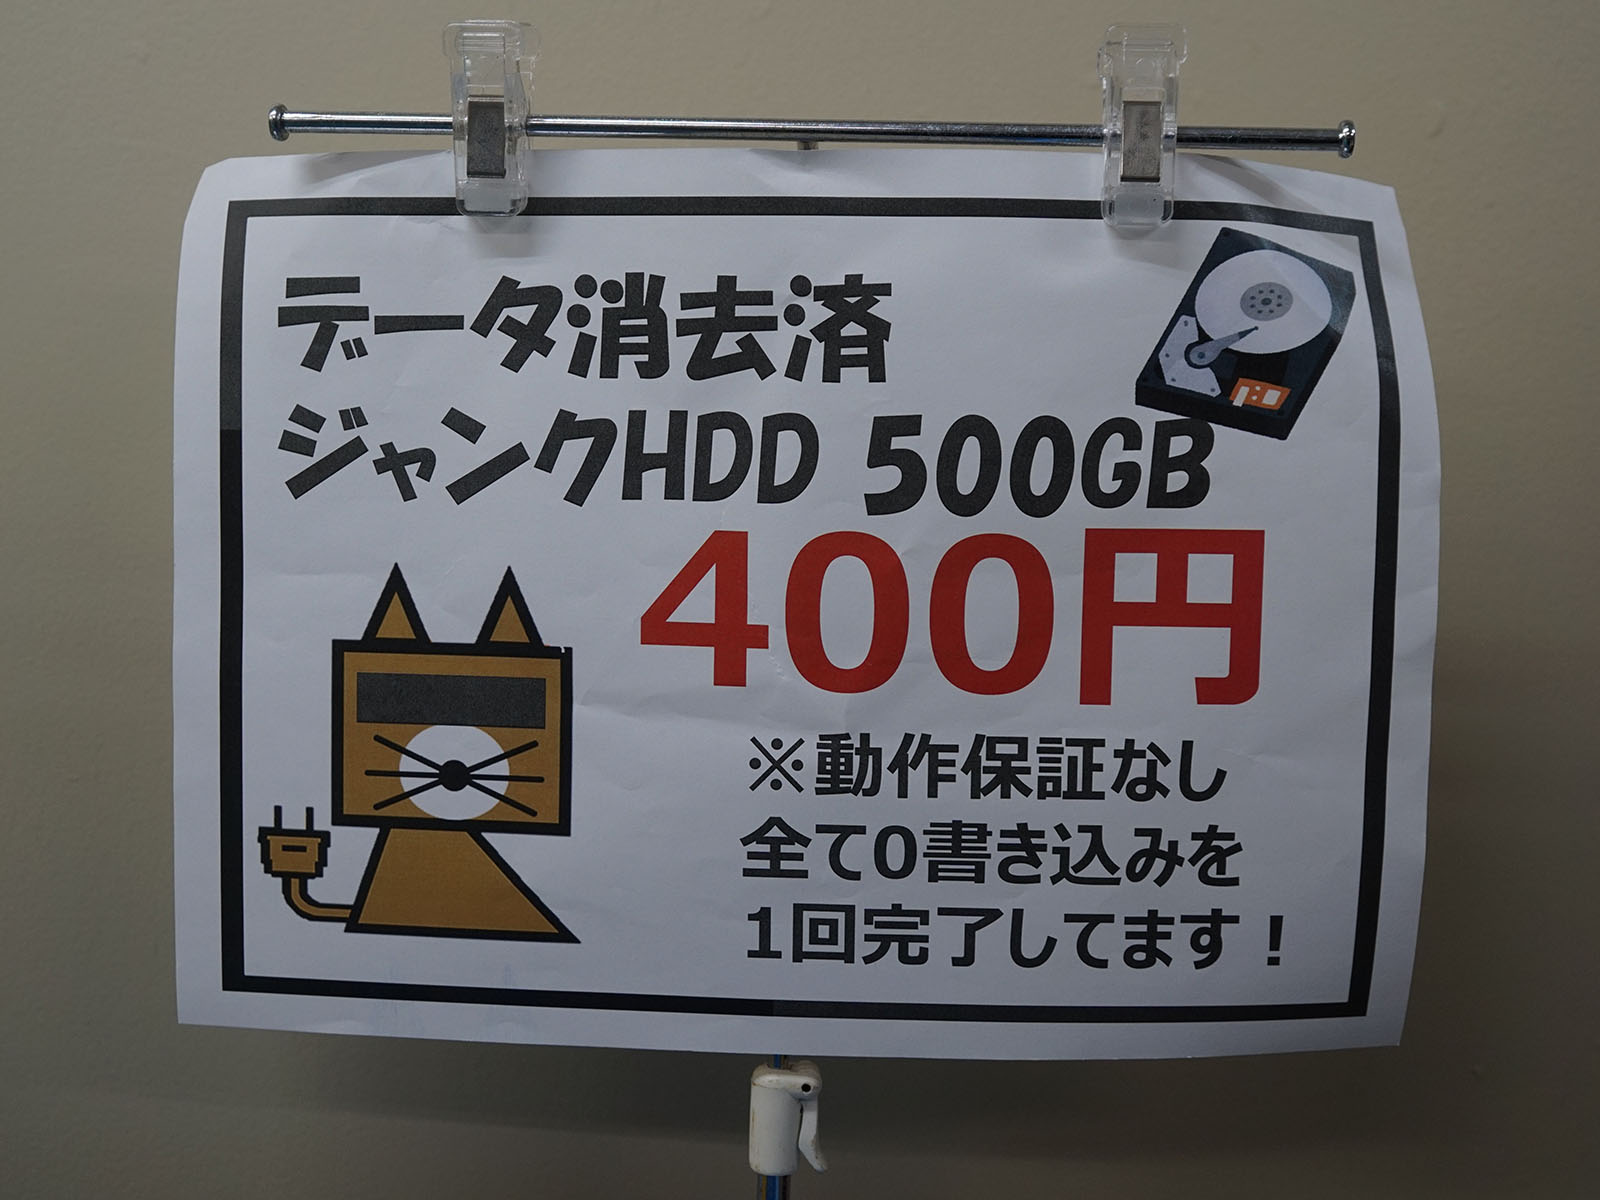 データ消去済
ジャンクHDD 500GB
400円
※動作保証なし
全て0書き込みを
1回完了してます！